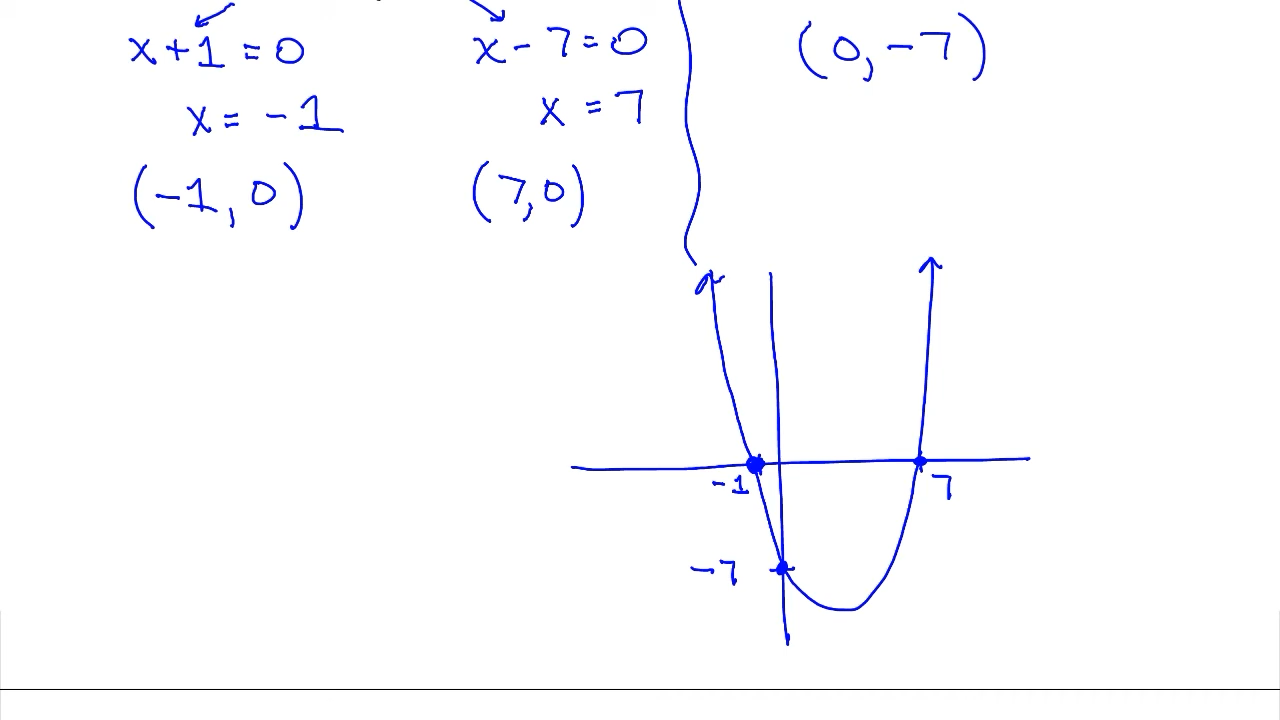 x+1=0
x=-1
(-1,0)
x-7=0
x=7
(7,0)
(0,-7)
-1
7
-7